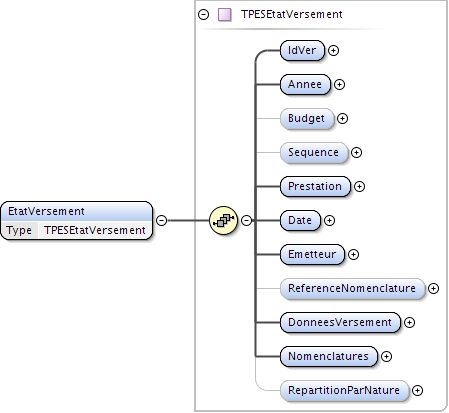 TPESEtatVersement
IdVer
Annee
Budget
Sequence
Prestation
EtatVersement
Type TPESEtatVersement
Date
Emetteur
ReferenceNomenclature
DonneesVersement
Nomenclatures
RepartitionParNature